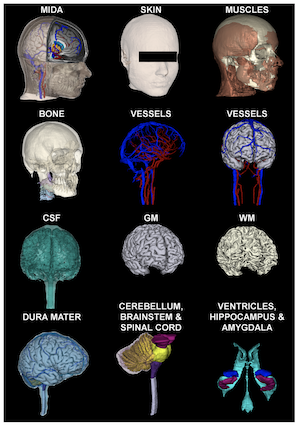 MIDA
SKIN
MUSCLES
BONE
VESSELS
VESSELS
CSF
GM
WM
DURA MATER
CEREBELLUM,
BRAINSTEM &
SPINAL CORD
VENTRICLES,
HIPPOCAMPUS &
AMYGDALA